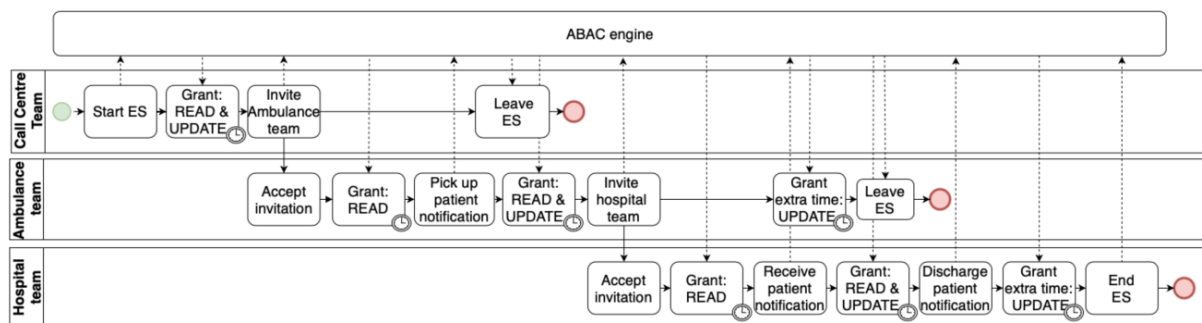 ABAC engine
Call Centre
Team
Start ES
Grant:
READ &
UPDATE
Invite
Ambulance
team
Leave
ES
Ambulance
team
Accept
invitation
Grant:
READ
Pick up
patient
notification
Grant:
READ &
UPDATE
Invite
hospital
team
Grant
extra time:
UPDATE
Leave
ES
Hospital
team
Accept
invitation
Grant:
READ
Receive
patient
notification
Grant:
READ &
UPDATE
Discharge
patient
notification
Grant
extra time:
UPDATE
End
ES